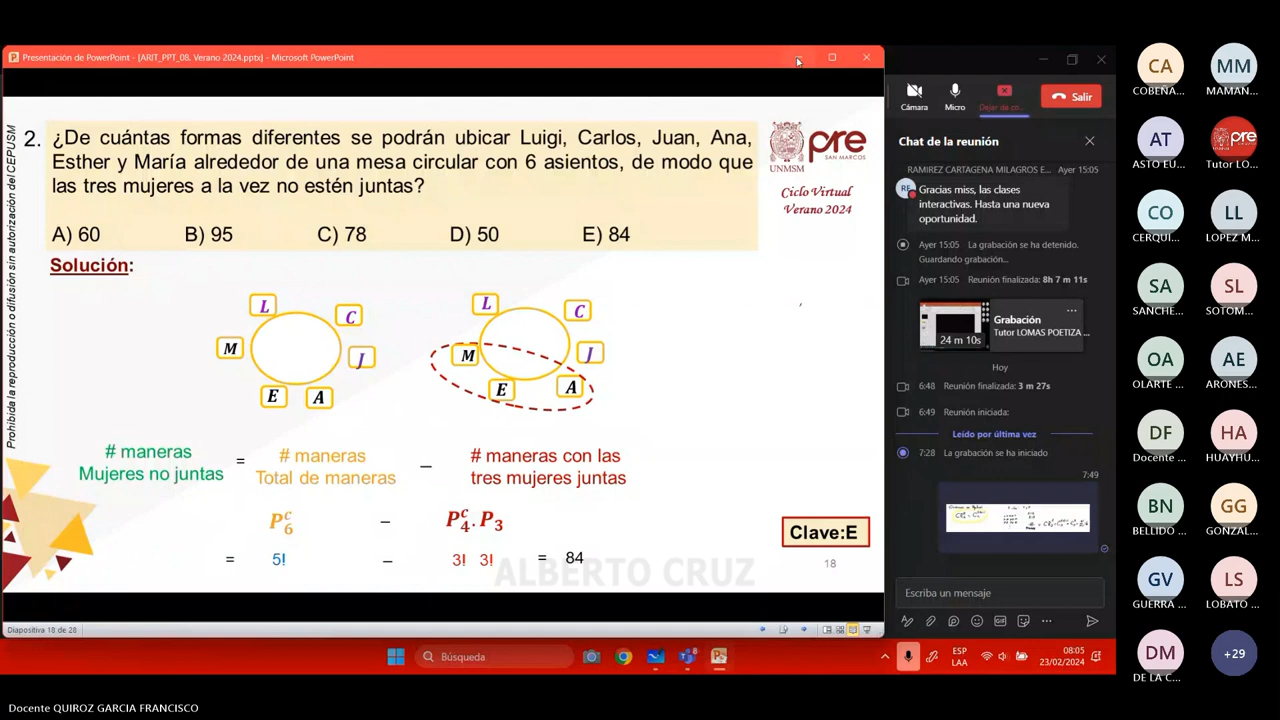 Presentación de PowerPoint - [ARIT_PPT_08. Verano 2024.pptx] - Microsoft PowerPoint
Prohibida la reproducción o difusión sin autorización del CEPUSM
2. ¿De cuántas formas diferentes se podrán ubicar Luigi, Carlos, Juan, Ana,
Esther y María alrededor de una mesa circular con 6 asientos, de modo que
las tres mujeres a la vez no estén juntas?
A) 60 B) 95 C) 78 D) 50 E) 84
UNMSM
pre
SAN MARCOS
Ciclo Virtual
Verano 2024
Solución:
L C M J E A
L C M J E A
# maneras
Mujeres no juntas
=
# maneras
Total de maneras
–
# maneras con las
tres mujeres juntas
P₆ᶜ – P₄ᶜ. P₃
= 5! – 3! 3! = 84
ALBERTO CRUZ
Clave:E
18
Diapositiva 18 de 28
Cámara
Micro
Dejar de co...
Salir
Chat de la reunión
RAMIREZ CARTAGENA MILAGROS E... Ayer 15:05
RE
Gracias miss, las clases
interactivas. Hasta una nueva
oportunidad.
Ayer 15:05 La grabación se ha detenido.
Guardando grabación...
Ayer 15:05 Reunión finalizada: 8h 7 m 11s
Grabación
Tutor LOMAS POETIZA ...
24 m 10s
Hoy
6:48 Reunión finalizada: 3 m 27s
6:49 Reunión iniciada:
Leído por última vez
7:28 La grabación se ha iniciado
7:49
Escriba un mensaje
GIF
Búsqueda
8
ESP
LAA
08:05
23/02/2024
CA
COBEÑA...
MM
MAMAN...
AT
ASTO EU...
pre
Tutor LO...
CO
CERQUI...
LL
LOPEZ M...
SA
SANCHE...
SL
SOTOM...
OA
OLARTE ...
AE
ARONES...
DF
Docente ...
HA
HUAYHU...
BN
BELLIDO ...
GG
GONZAL...
GV
GUERRA ...
LS
LOBATO ...
DM
DE LA C...
+29
Docente QUIROZ GARCIA FRANCISCO